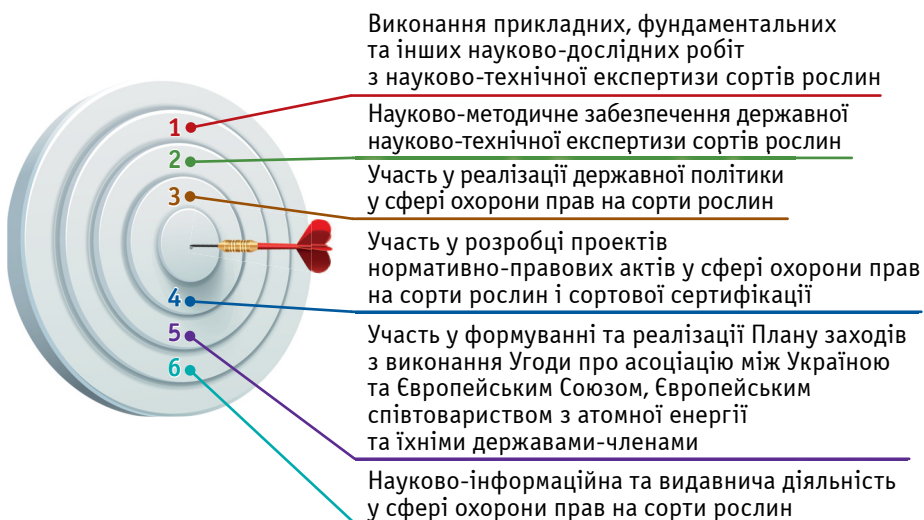 Виконання прикладних, фундаментальних
та інших науково-дослідних робіт
з науково-технічної експертизи сортів рослин
1
Науково-методичне забезпечення державної
науково-технічної експертизи сортів рослин
2
Участь у реалізації державної політики
у сфері охорони прав на сорти рослин
3
Участь у розробці проектів
нормативно-правових актів у сфері охорони прав
на сорти рослин і сортової сертифікації
4
Участь у формуванні та реалізації Плану заходів
з виконання Угоди про асоціацію між Україною
та Європейським Союзом, Європейським
співтовариством з атомної енергії
та їхніми державами-членами
5
Науково-інформаційна та видавнича діяльність
у сфері охорони прав на сорти рослин
6